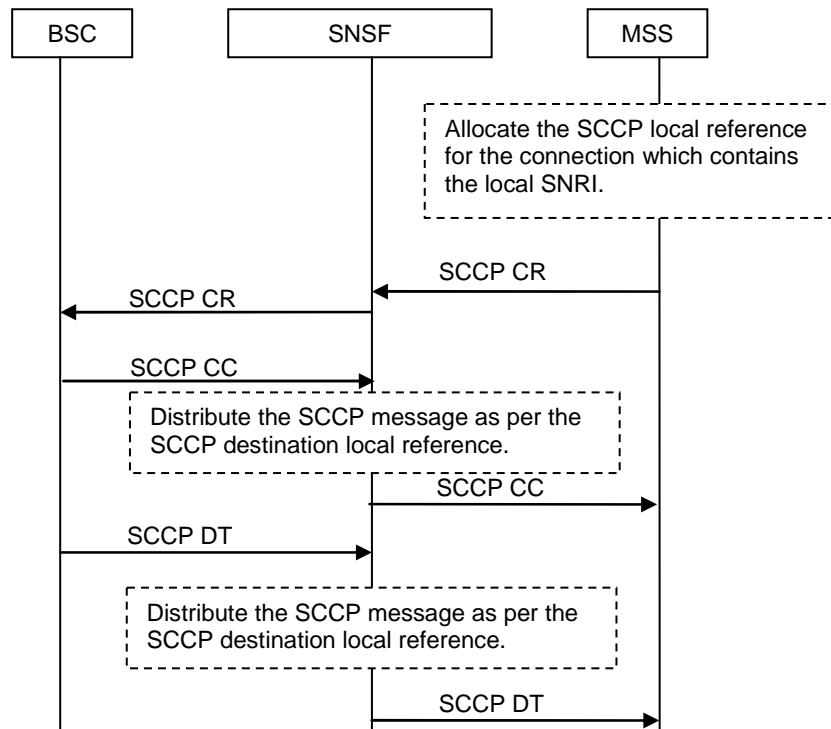 BSC
SNSF
MSS
Allocate the SCCP local reference
for the connection which contains
the local SNRI.
SCCP CR
SCCP CR
SCCP CC
Distribute the SCCP message as per the
SCCP destination local reference.
SCCP CC
SCCP DT
Distribute the SCCP message as per the
SCCP destination local reference.
SCCP DT